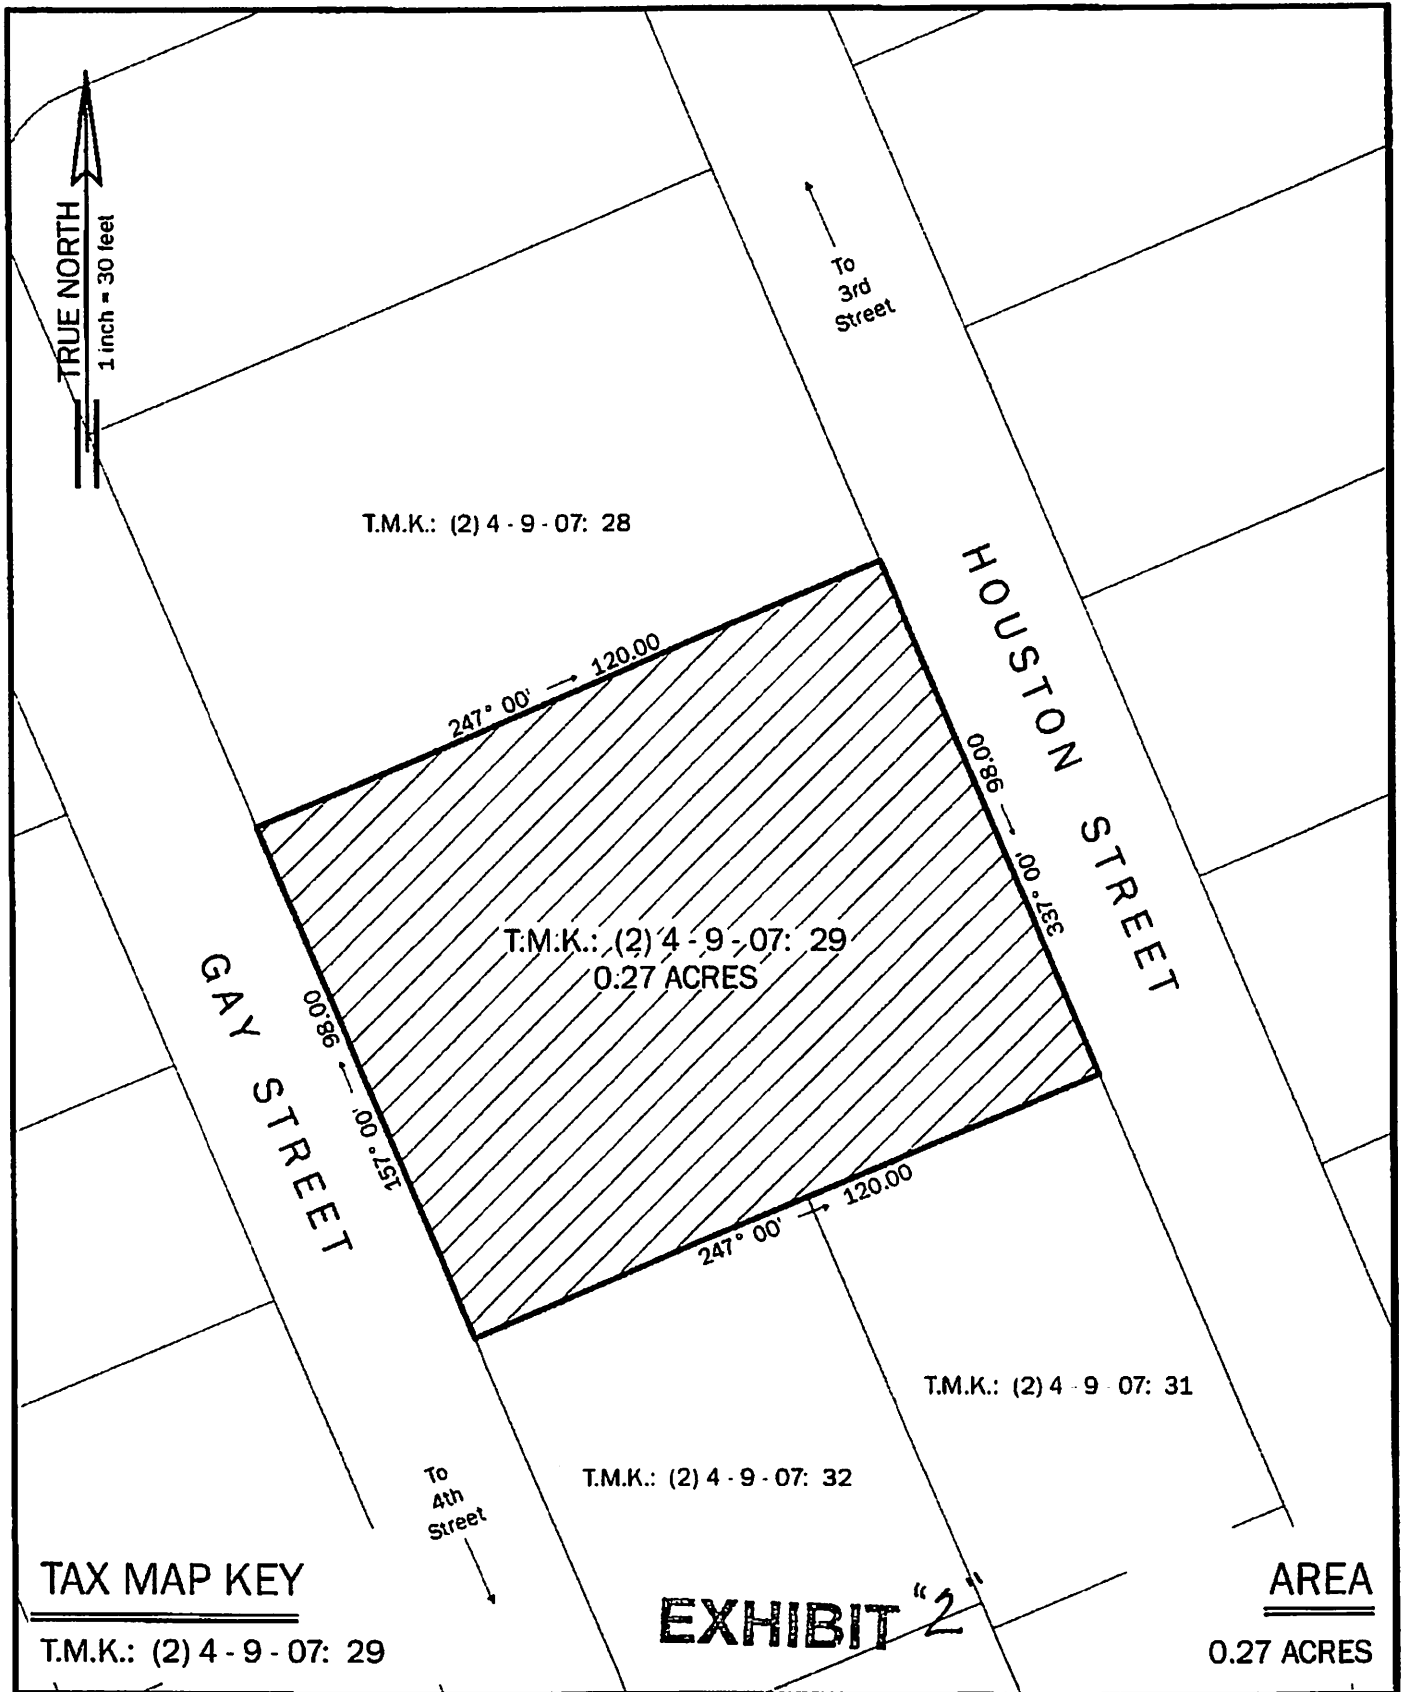 TRUE NORTH
1 inch = 30 feet
To
3rd
Street
T.M.K.: (2) 4 - 9 - 07: 28
HOUSTON STREET
247° 00' → 120.00
98.00
337° 00'
T.M.K.: (2) 4 - 9 - 07: 29
0.27 ACRES
GAY STREET
98.00
157° 00'
247° 00' → 120.00
T.M.K.: (2) 4 - 9 - 07: 31
T.M.K.: (2) 4 - 9 - 07: 32
To
4th
Street
TAX MAP KEY
T.M.K.: (2) 4 - 9 - 07: 29
EXHIBIT "2"
AREA
0.27 ACRES